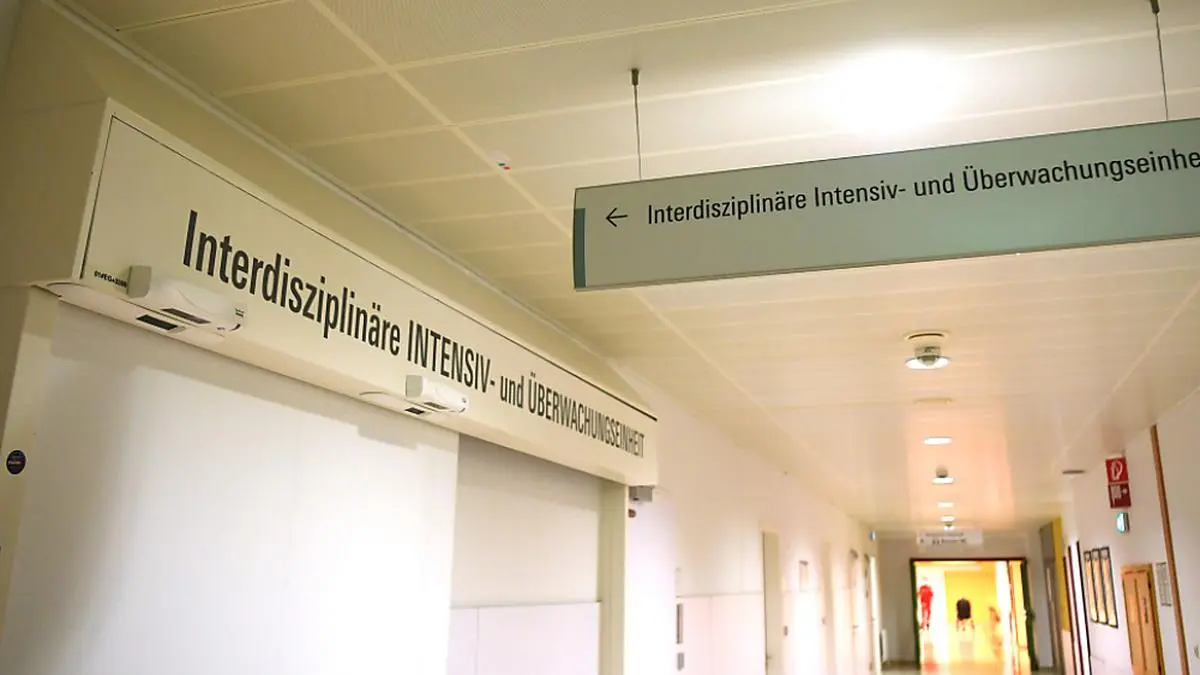 Interdisziplinäre INTENSIV- und ÜBERWACHUNGSEINHEIT
← Interdisziplinäre Intensiv- und Überwachungseinhe